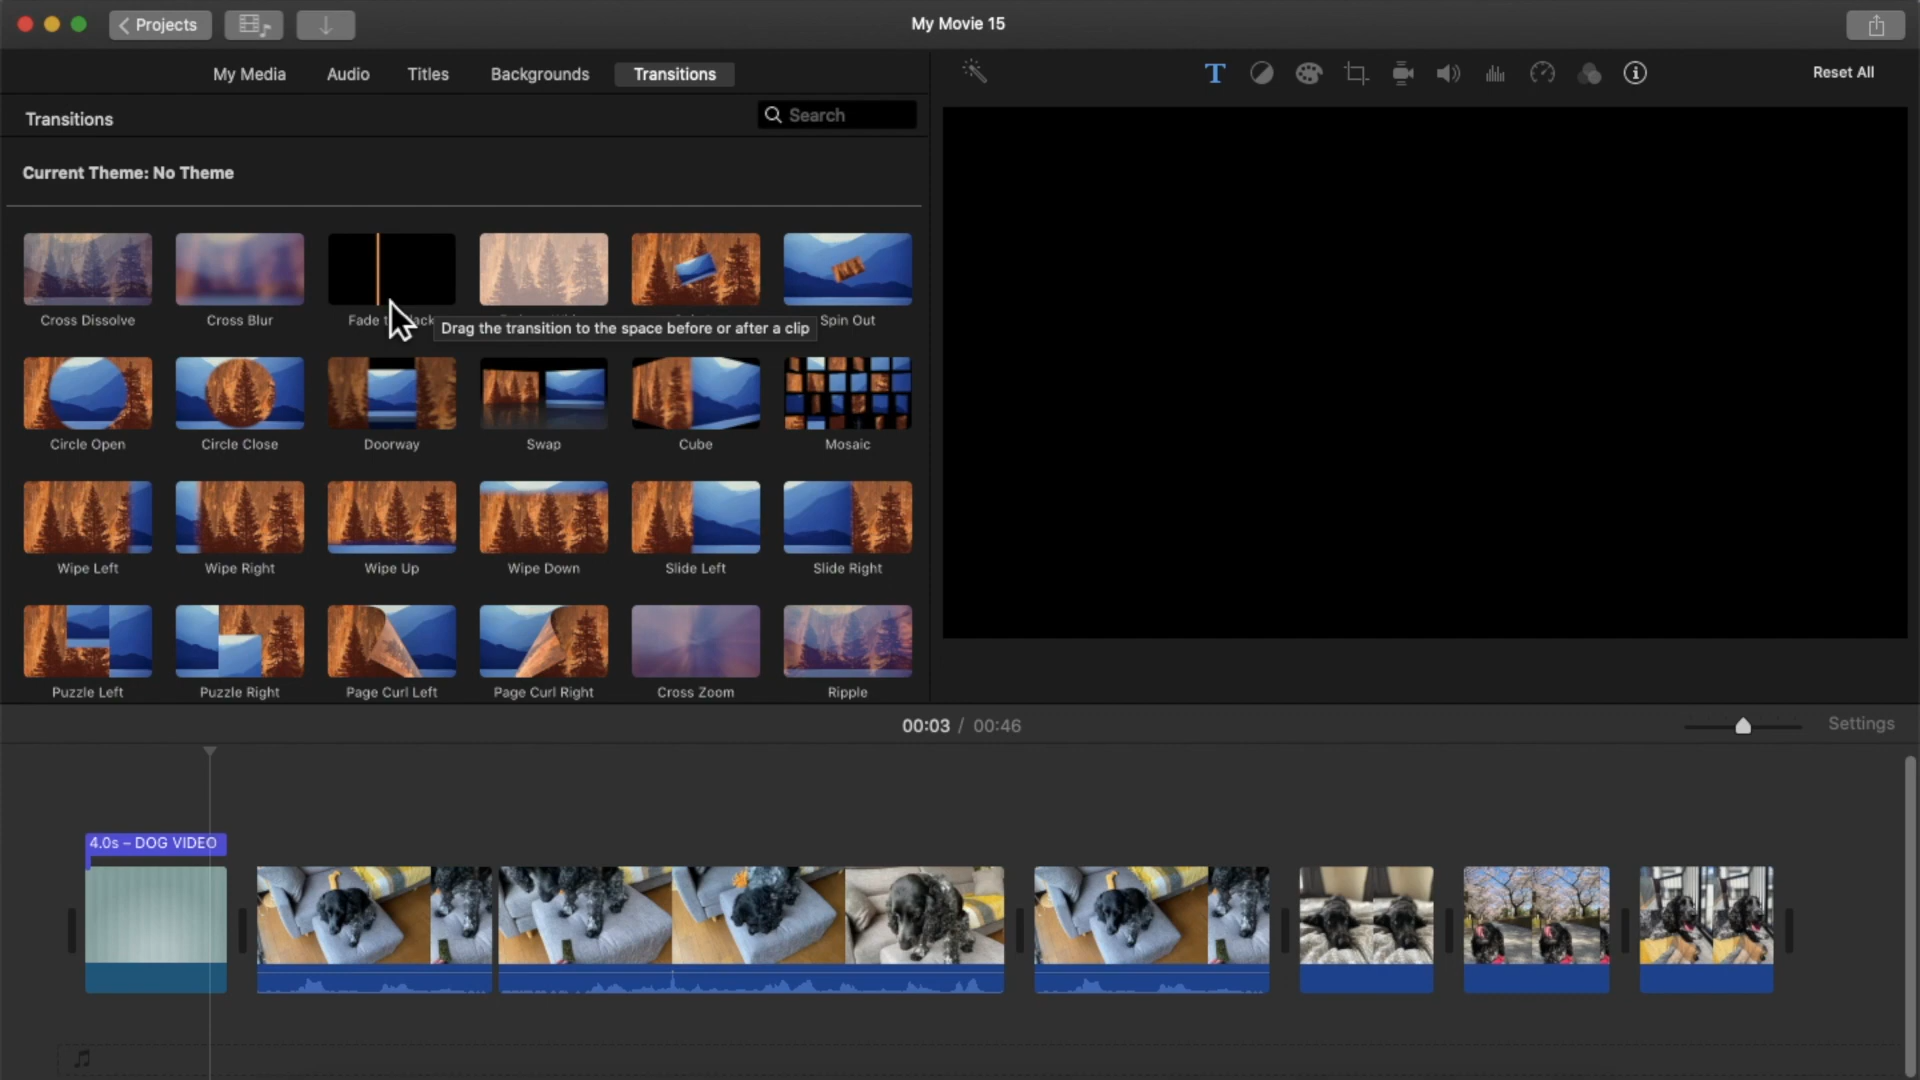 Projects
My Movie 15
My Media
Audio
Titles
Backgrounds
Transitions
T
Reset All
Transitions
Search
Current Theme: No Theme
Cross Dissolve
Cross Blur
Drag the transition to the space before or after a clip
Spin Out
Circle Open
Circle Close
Doorway
Swap
Cube
Mosaic
Wipe Left
Wipe Right
Wipe Up
Wipe Down
Slide Left
Slide Right
Puzzle Left
Puzzle Right
Page Curl Left
Page Curl Right
Cross Zoom
Ripple
00:03 / 00:46
Settings
4.0s – DOG VIDEO